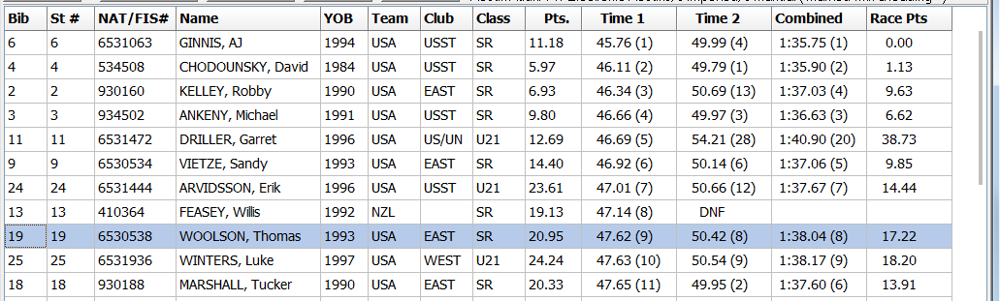 Bib St # NAT/FIS# Name YOB Team Club Class Pts. Time 1 Time 2 Combined Race Pts
6 6 6531063 GINNIS, AJ 1994 USA USST SR 11.18 45.76 (1) 49.99 (4) 1:35.75 (1) 0.00
4 4 534508 CHODOUNSKY, David 1984 USA USST SR 5.97 46.11 (2) 49.79 (1) 1:35.90 (2) 1.13
2 2 930160 KELLEY, Robby 1990 USA EAST SR 6.93 46.34 (3) 50.69 (13) 1:37.03 (4) 9.63
3 3 934502 ANKENY, Michael 1991 USA USST SR 9.80 46.66 (4) 49.97 (3) 1:36.63 (3) 6.62
11 11 6531472 DRILLER, Garret 1996 USA US/UN U21 12.69 46.69 (5) 54.21 (28) 1:40.90 (20) 38.73
9 9 6530534 VIETZE, Sandy 1993 USA EAST SR 14.40 46.92 (6) 50.14 (6) 1:37.06 (5) 9.85
24 24 6531444 ARVIDSSON, Erik 1996 USA USST U21 23.61 47.01 (7) 50.66 (12) 1:37.67 (7) 14.44
13 13 410364 FEASEY, Willis 1992 NZL SR 19.13 47.14 (8) DNF
19 19 6530538 WOOLSON, Thomas 1993 USA EAST SR 20.95 47.62 (9) 50.42 (8) 1:38.04 (8) 17.22
25 25 6531936 WINTERS, Luke 1997 USA WEST U21 24.24 47.63 (10) 50.54 (9) 1:38.17 (9) 18.20
18 18 930188 MARSHALL, Tucker 1990 USA EAST SR 20.33 47.65 (11) 49.95 (2) 1:37.60 (6) 13.91